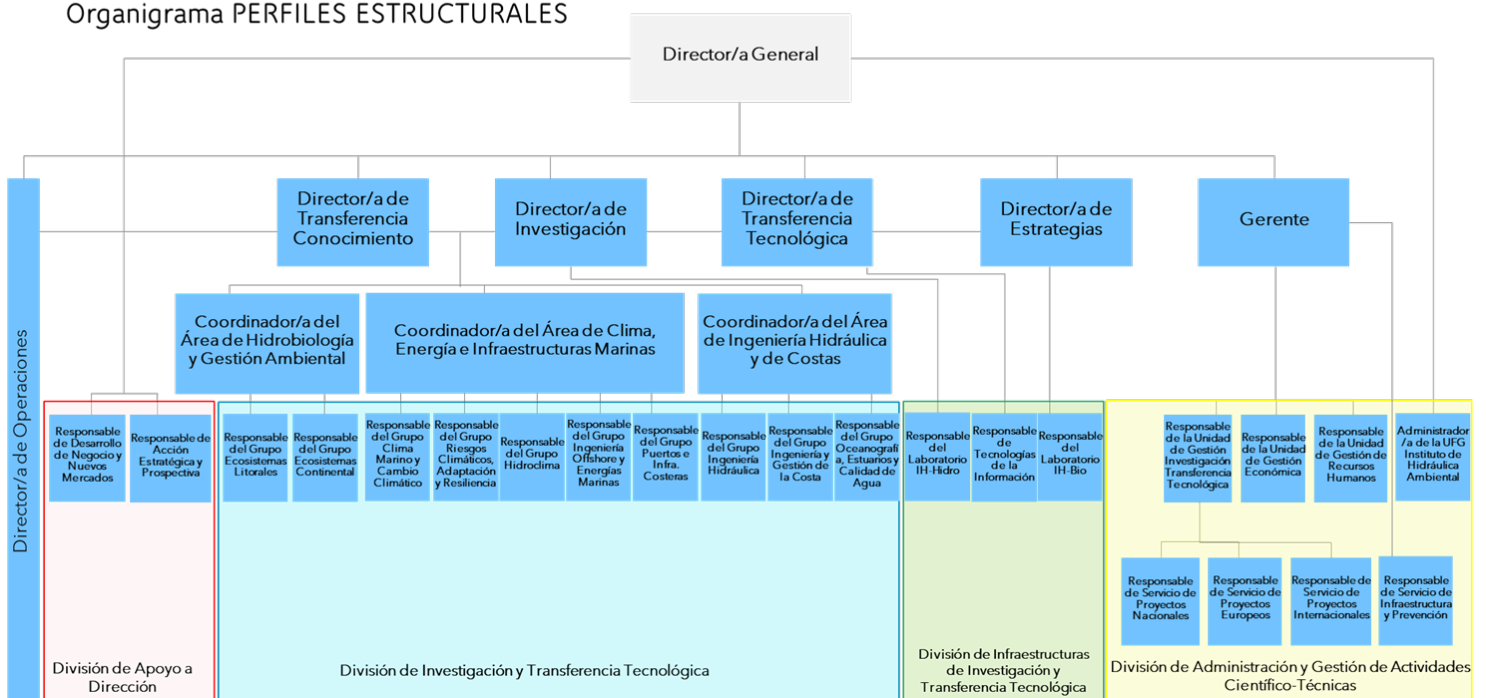 Organigrama PERFILES ESTRUCTURALES
Director/a General
Director/a de Operaciones
Director/a de
Transferencia
Conocimiento
Director/a de
Investigación
Director/a de
Transferencia
Tecnológica
Director/a de
Estrategias
Gerente
Coordinador/a del
Área de Hidrobiología
y Gestión Ambiental
Coordinador/a del Área de Clima,
Energía e Infraestructuras Marinas
Coordinador/a del Área
de Ingeniería Hidráulica
y de Costas
Responsable
de Desarrollo
de Negocio y
Nuevos
Mercados
Responsable de
Acción
Estratégica y
Prospectiva
Responsable
del Grupo
Ecosistemas
Litorales
Responsable
del Grupo
Ecosistemas
Continental
Responsable
del Grupo
Clima
Marino y
Cambio
Climático
Responsable
del Grupo
Riesgos
Climáticos,
Adaptación
y Resiliencia
Responsable
del Grupo
Hidroclima
Responsable
del Grupo
Ingeniería
Offshore y
Energías
Marinas
Responsable
del Grupo
Puertos e
Infra.
Costeras
Responsable
del Grupo
Ingeniería
Hidráulica
Responsable
del Grupo
Ingeniería y
Gestión de
la Costa
Responsable
del Grupo
Oceanografí
a, Estuarios y
Calidad de
Agua
Responsable
del
Laboratorio
IH-Hidro
Responsable
de
Tecnologías
de la
Información
Responsable
del
Laboratorio
IH-Bio
Responsable
de la Unidad
de Gestión
Investigación
Transferencia
Tecnológica
Responsable
de la Unidad
de Gestión
Económica
Responsable
de la Unidad
de Gestión de
Recursos
Humanos
Administrador
/a de la UFG
Instituto de
Hidráulica
Ambiental
Responsable
de Servicio de
Proyectos
Nacionales
Responsable
de Servicio de
Proyectos
Europeos
Responsable de
Servicio de
Proyectos
Internacionales
Responsable
de Servicio de
Infraestructura
y Prevención
División de Apoyo a
Dirección
División de Investigación y Transferencia Tecnológica
División de Infraestructuras
de Investigación y
Transferencia Tecnológica
División de Administración y Gestión de Actividades
Científico-Técnicas